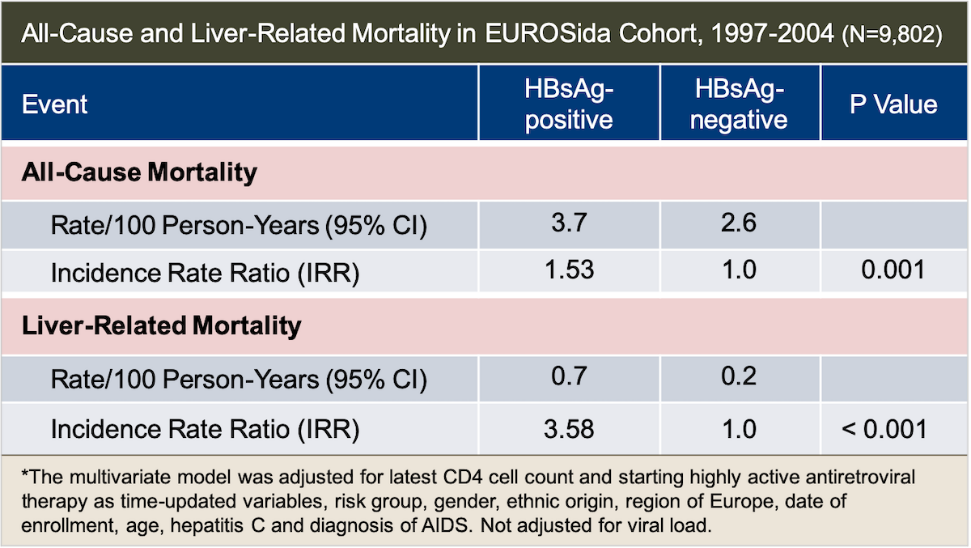 All-Cause and Liver-Related Mortality in EUROSida Cohort, 1997-2004 (N=9,802)
Event HBsAg-positive HBsAg-negative P Value
All-Cause Mortality
Rate/100 Person-Years (95% CI) 3.7 2.6
Incidence Rate Ratio (IRR) 1.53 1.0 0.001
Liver-Related Mortality
Rate/100 Person-Years (95% CI) 0.7 0.2
Incidence Rate Ratio (IRR) 3.58 1.0 < 0.001
*The multivariate model was adjusted for latest CD4 cell count and starting highly active antiretroviral
therapy as time-updated variables, risk group, gender, ethnic origin, region of Europe, date of
enrollment, age, hepatitis C and diagnosis of AIDS. Not adjusted for viral load.